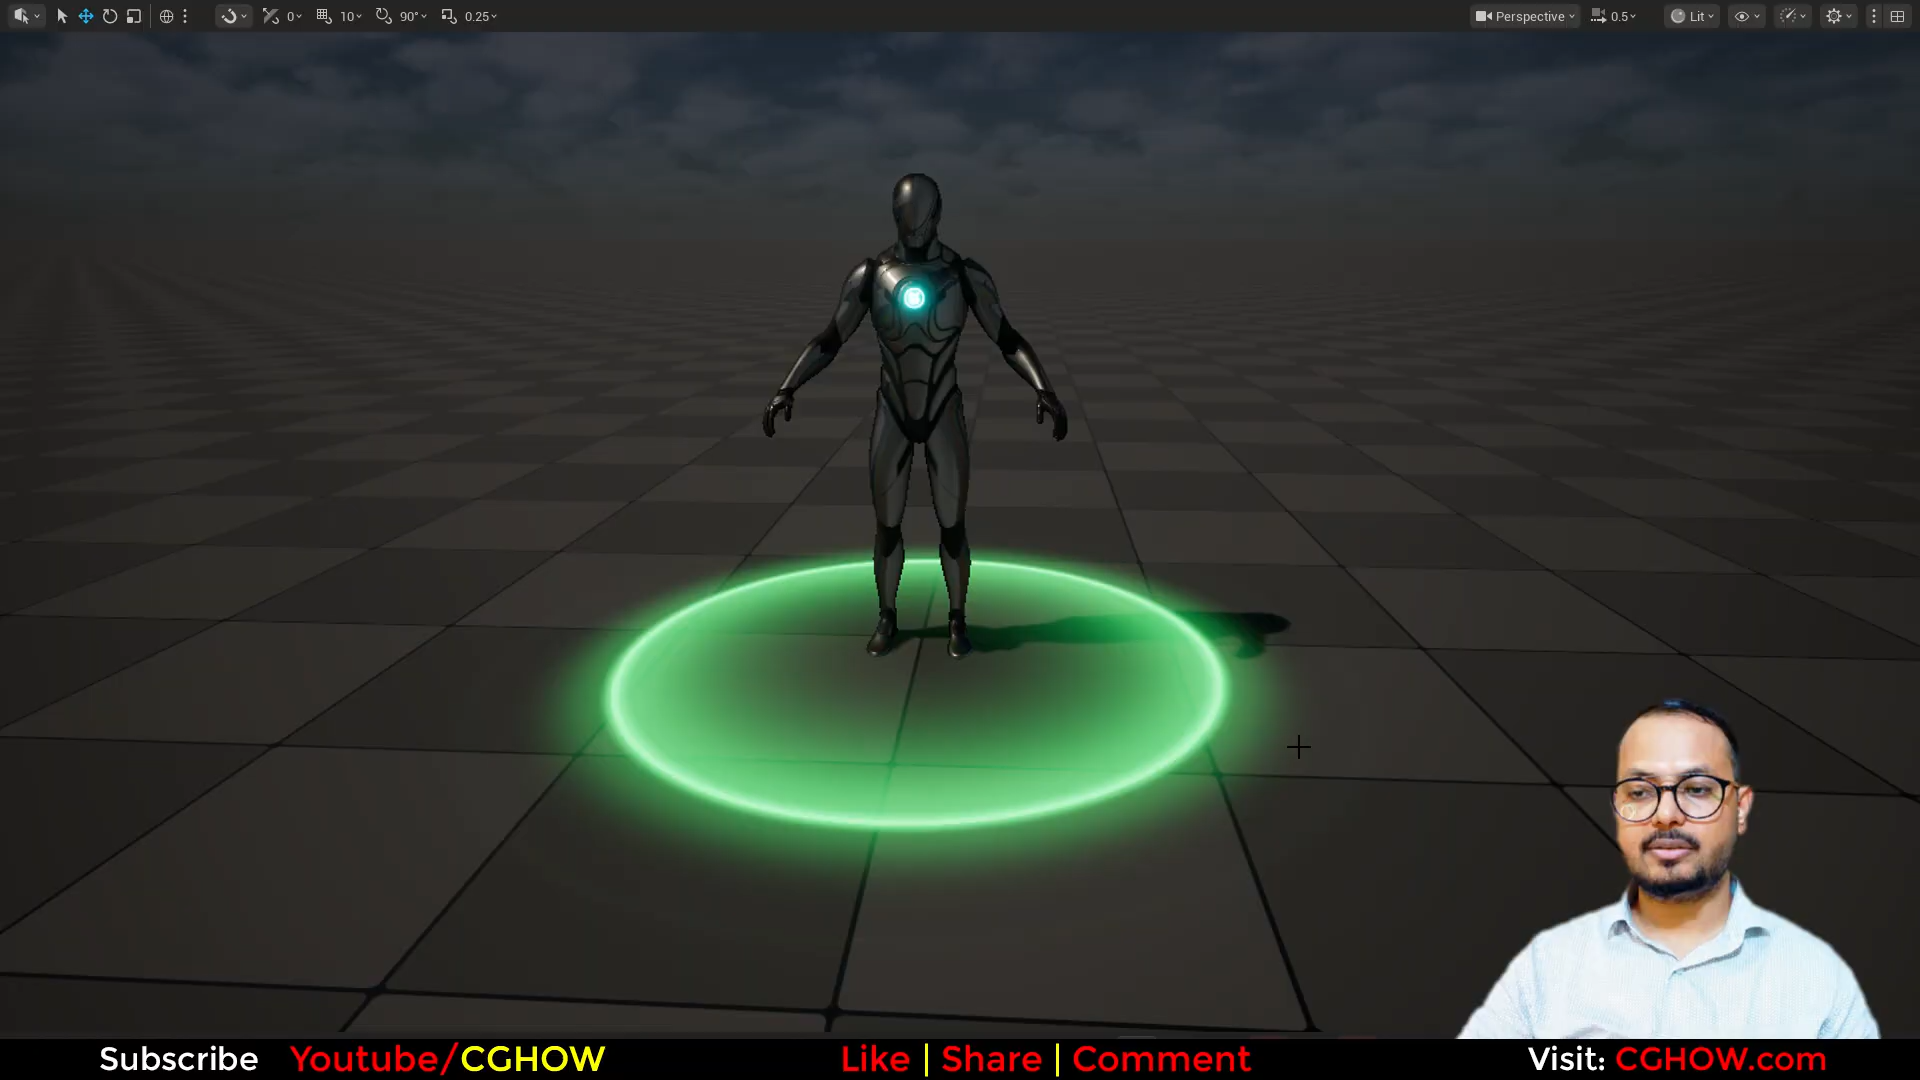 0 10 90° 0.25 Perspective 0.5 Lit
Subscribe Youtube/CGHOW Like | Share | Comment Visit: CGHOW.com